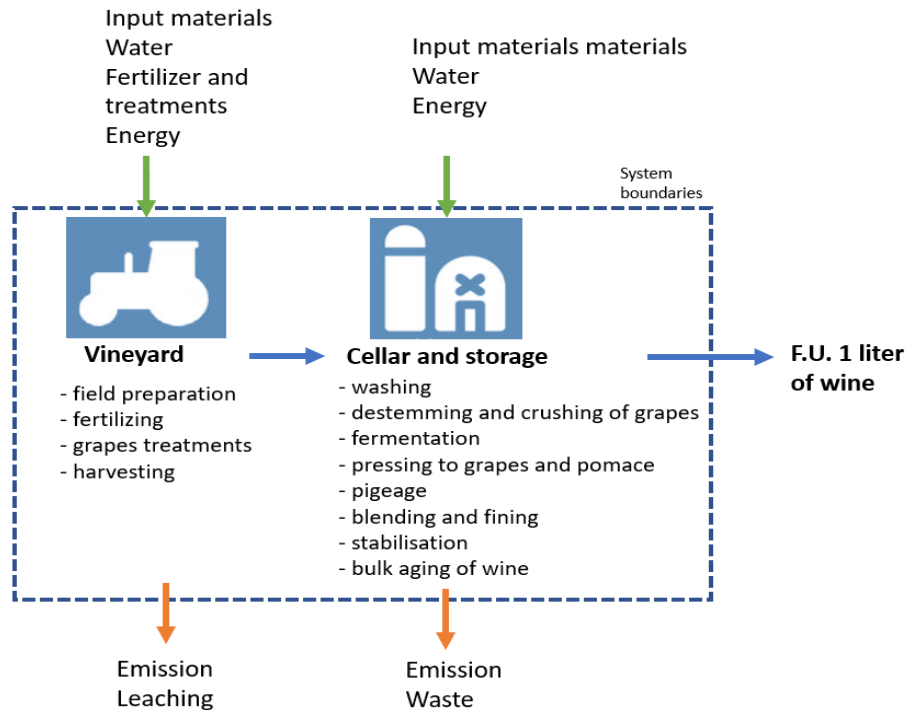 Input materials
Water
Fertilizer and
treatments
Energy
Input materials materials
Water
Energy
System
boundaries
Vineyard
- field preparation
- fertilizing
- grapes treatments
- harvesting
Cellar and storage
- washing
- destemming and crushing of grapes
- fermentation
- pressing to grapes and pomace
- pigeage
- blending and fining
- stabilisation
- bulk aging of wine
F.U. 1 liter
of wine
Emission
Leaching
Emission
Waste